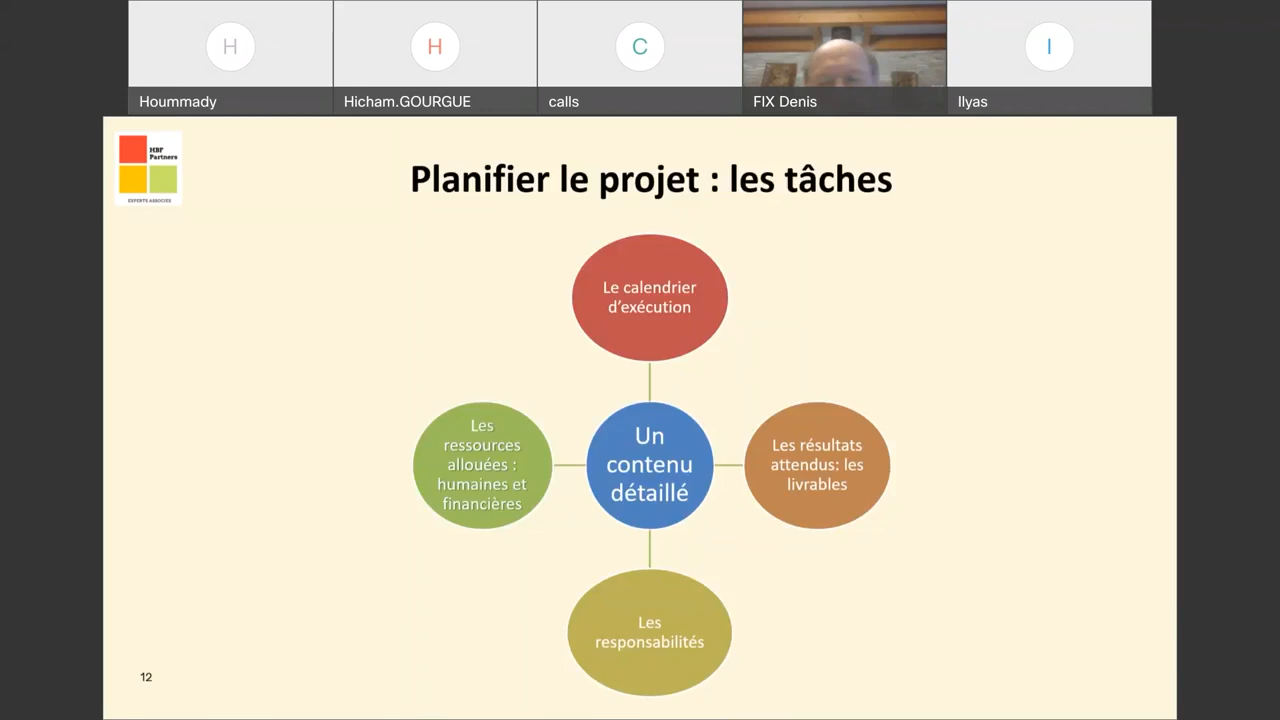 H
H
C
I
Hoummady
Hicham.GOURGUE
calls
FIX Denis
Ilyas
HBF
Partners
EXPERTS ASSOCIES
Planifier le projet : les tâches
Le calendrier
d’exécution
Les
ressources
allouées :
humaines et
financières
Un
contenu
détaillé
Les résultats
attendus: les
livrables
Les
responsabilités
12